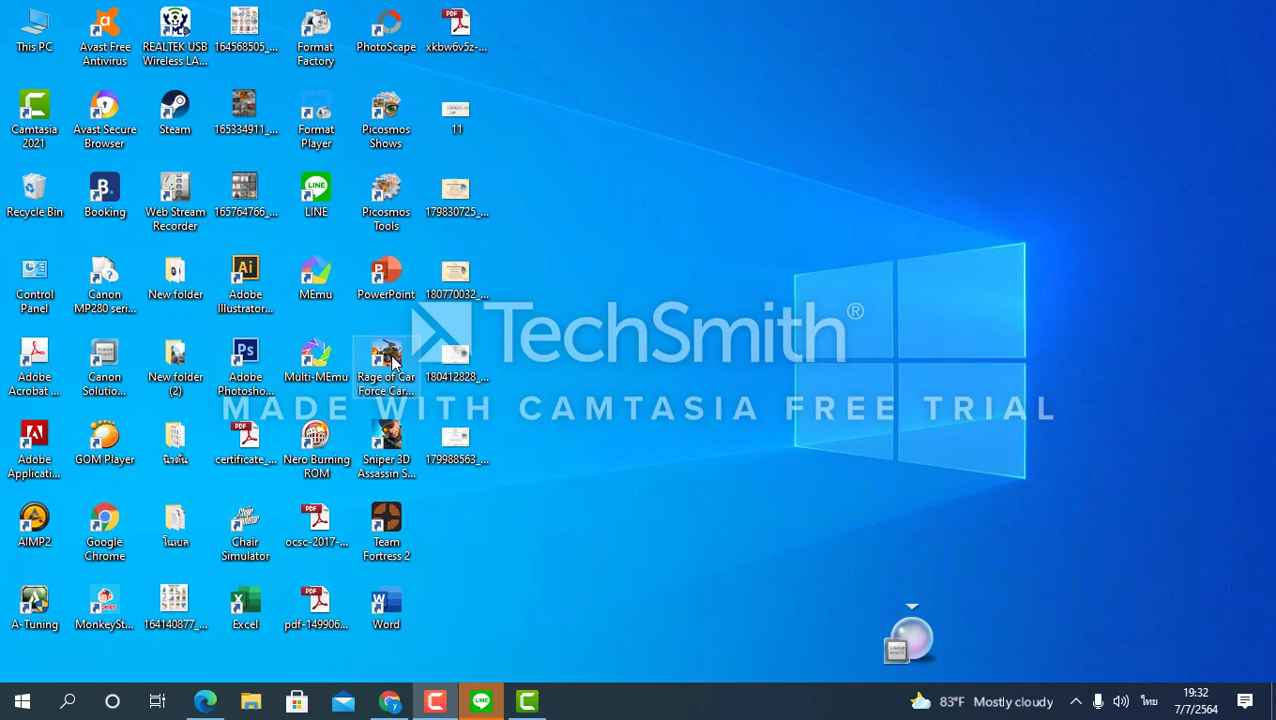 This PC
Avast Free
Antivirus
REALTEK USB
Wireless LA...
164568505_...
Format
Factory
PhotoScape
xkbw6v5z-...
Camtasia
2021
Avast Secure
Browser
Steam
165334911_...
Format
Player
Picosmos
Shows
11
Recycle Bin
Booking
Web Stream
Recorder
165764766_...
LINE
Picosmos
Tools
179830725_...
Control
Panel
Canon
MP280 seri...
New folder
Adobe
Illustrator...
MEmu
PowerPoint
180770032_...
Adobe
Acrobat ...
Canon
Solutio...
New folder
(2)
Adobe
Photosho...
Multi-MEmu
Rage of Car
Force Car...
180412828_...
TechSmith®
MADE WITH CAMTASIA FREE TRIAL
Adobe
Applicati...
GOM Player
นิวตัน
certificate_...
Nero Burning
ROM
Sniper 3D
Assassin S...
179988563_...
AIMP2
Google
Chrome
โนเบล
Chair
Simulator
ocsc-2017-...
Team
Fortress 2
A-Tuning
MonkeySt...
164140877_...
Excel
pdf-149906...
Word
83°F Mostly cloudy
ไทย
19:32
7/7/2564